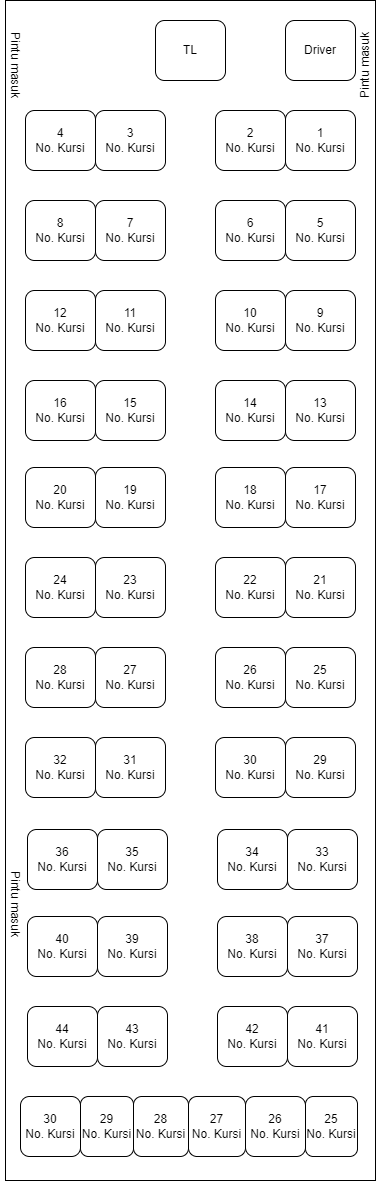 Pintu masuk
TL
Driver
Pintu masuk
4
No. Kursi
3
No. Kursi
2
No. Kursi
1
No. Kursi
8
No. Kursi
7
No. Kursi
6
No. Kursi
5
No. Kursi
12
No. Kursi
11
No. Kursi
10
No. Kursi
9
No. Kursi
16
No. Kursi
15
No. Kursi
14
No. Kursi
13
No. Kursi
20
No. Kursi
19
No. Kursi
18
No. Kursi
17
No. Kursi
24
No. Kursi
23
No. Kursi
22
No. Kursi
21
No. Kursi
28
No. Kursi
27
No. Kursi
26
No. Kursi
25
No. Kursi
32
No. Kursi
31
No. Kursi
30
No. Kursi
29
No. Kursi
36
No. Kursi
35
No. Kursi
34
No. Kursi
33
No. Kursi
Pintu masuk
40
No. Kursi
39
No. Kursi
38
No. Kursi
37
No. Kursi
44
No. Kursi
43
No. Kursi
42
No. Kursi
41
No. Kursi
30
No. Kursi
29
No. Kursi
28
No. Kursi
27
No. Kursi
26
No. Kursi
25
No. Kursi